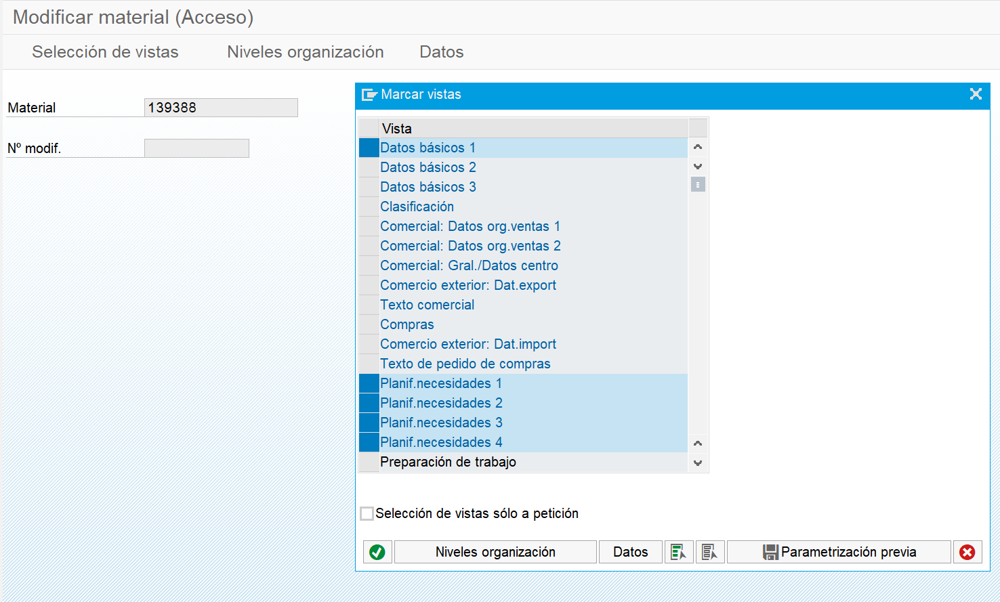 Modificar material (Acceso)
Selección de vistas Niveles organización Datos
Material 139388
Nº modif.
Marcar vistas
Vista
Datos básicos 1
Datos básicos 2
Datos básicos 3
Clasificación
Comercial: Datos org.ventas 1
Comercial: Datos org.ventas 2
Comercial: Gral./Datos centro
Comercio exterior: Dat.export
Texto comercial
Compras
Comercio exterior: Dat.import
Texto de pedido de compras
Planif.necesidades 1
Planif.necesidades 2
Planif.necesidades 3
Planif.necesidades 4
Preparación de trabajo
Selección de vistas sólo a petición
Niveles organización Datos Parametrización previa